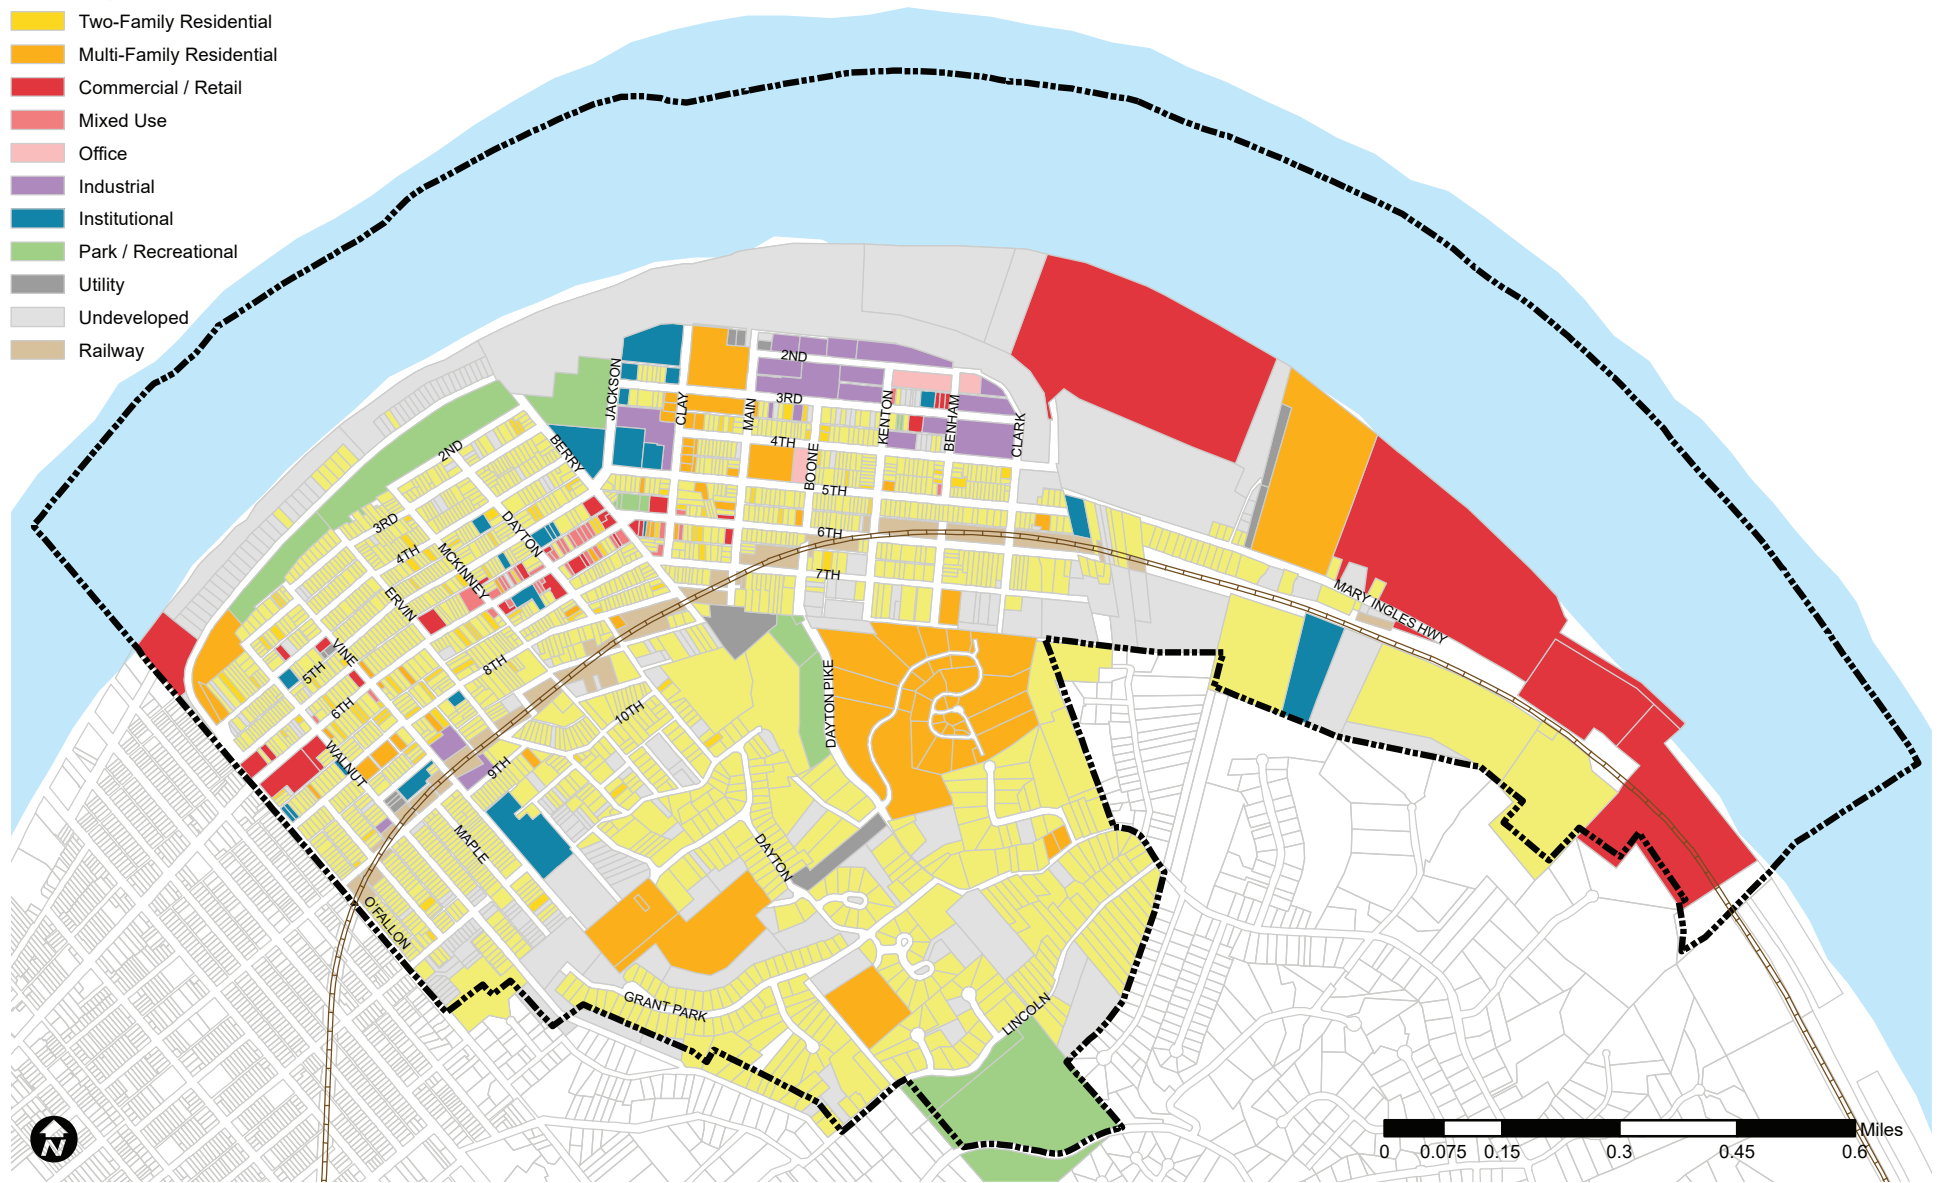 Two-Family Residential
Multi-Family Residential
Commercial / Retail
Mixed Use
Office
Industrial
Institutional
Park / Recreational
Utility
Undeveloped
Railway
2ND
JACKSON
3RD
CLAY
MAIN
KENTON
BENHAM
CLARK
4TH
BOONE
BERRY
2ND
5TH
3RD
DAYTON
6TH
4TH
MCKINNEY
7TH
ERVIN
MARY INGLES HWY
VINE
8TH
5TH
DAYTON PIKE
6TH
10TH
WALNUT
9TH
MAPLE
DAYTON
O'FALLON
GRANT PARK
LINCOLN
N
Miles
0 0.075 0.15 0.3 0.45 0.6